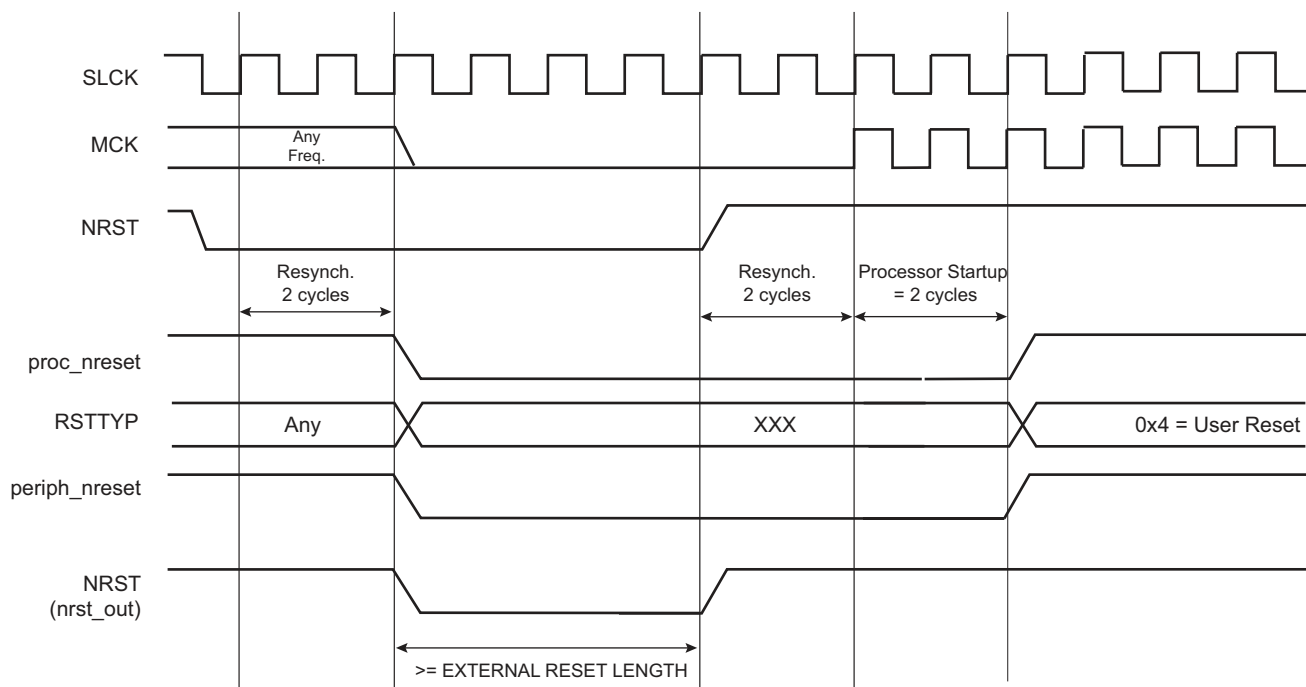 SLCK
MCK
Any
Freq.
NRST
Resynch.
2 cycles
Resynch.
2 cycles
Processor Startup
= 2 cycles
proc_nreset
RSTTYP
Any
XXX
0x4 = User Reset
periph_nreset
NRST
(nrst_out)
>= EXTERNAL RESET LENGTH